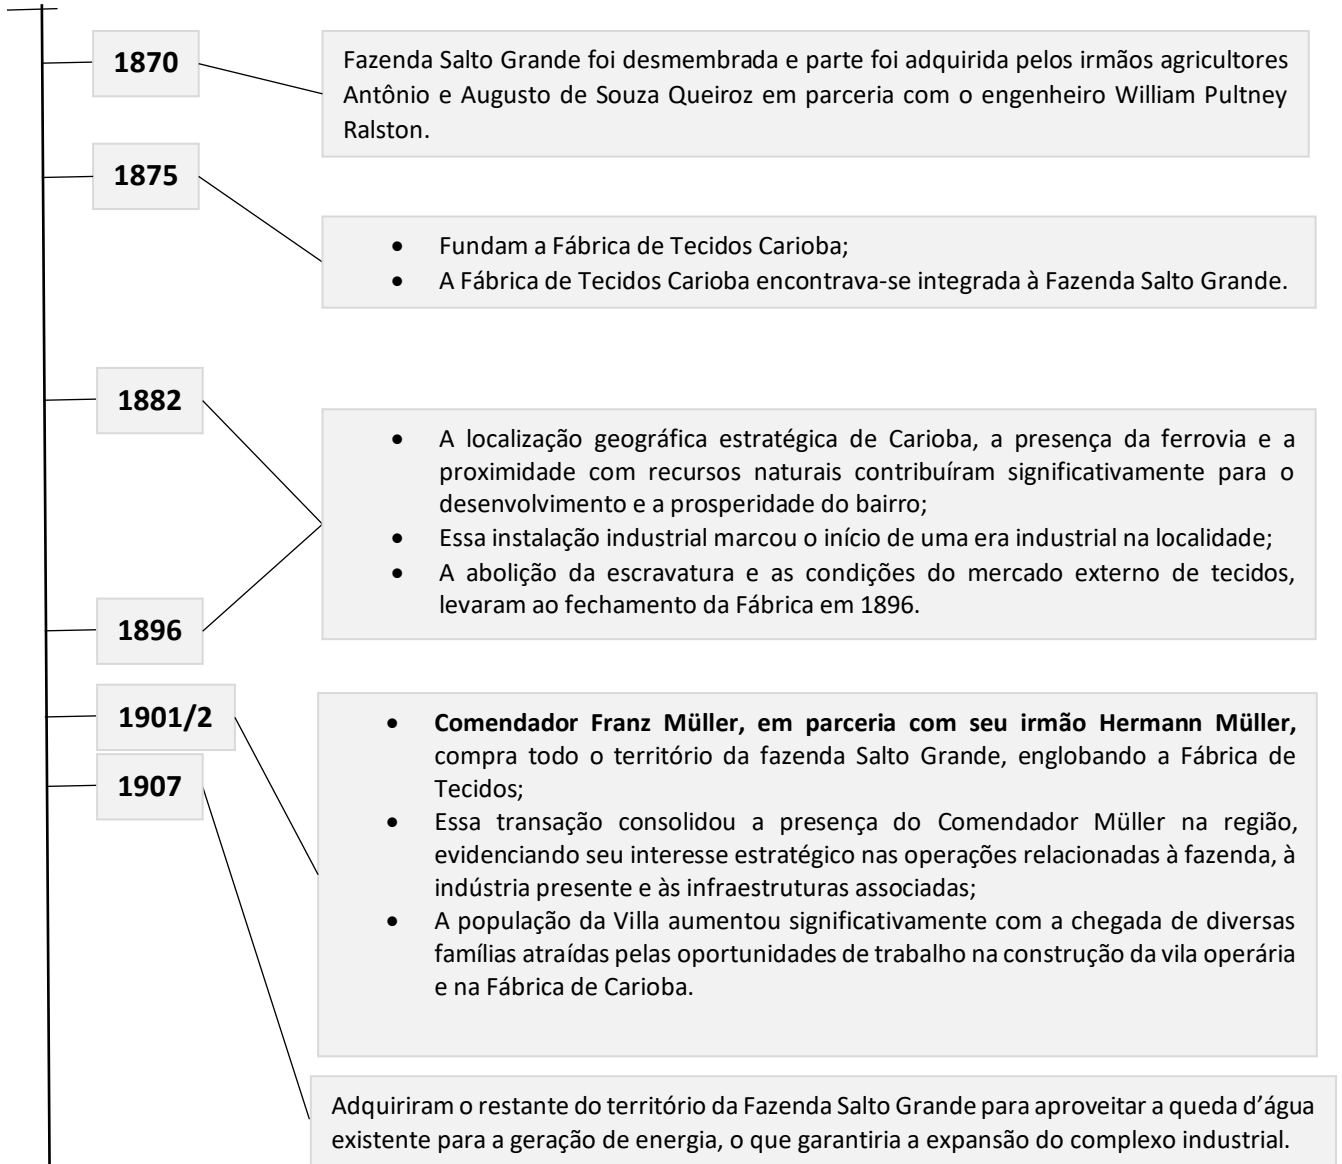 1870
Fazenda Salto Grande foi desmembrada e parte foi adquirida pelos irmãos agricultores
Antônio e Augusto de Souza Queiroz em parceria com o engenheiro William Pultney
Ralston.
1875
• Fundam a Fábrica de Tecidos Carioba;
• A Fábrica de Tecidos Carioba encontrava-se integrada à Fazenda Salto Grande.
1882
• A localização geográfica estratégica de Carioba, a presença da ferrovia e a
proximidade com recursos naturais contribuíram significativamente para o
desenvolvimento e a prosperidade do bairro;
• Essa instalação industrial marcou o início de uma era industrial na localidade;
• A abolição da escravatura e as condições do mercado externo de tecidos,
levaram ao fechamento da Fábrica em 1896.
1896
1901/2
• Comendador Franz Müller, em parceria com seu irmão Hermann Müller,
compra todo o território da fazenda Salto Grande, englobando a Fábrica de
Tecidos;
• Essa transação consolidou a presença do Comendador Müller na região,
evidenciando seu interesse estratégico nas operações relacionadas à fazenda, à
indústria presente e às infraestruturas associadas;
• A população da Villa aumentou significativamente com a chegada de diversas
famílias atraídas pelas oportunidades de trabalho na construção da vila operária
e na Fábrica de Carioba.
1907
Adquiriram o restante do território da Fazenda Salto Grande para aproveitar a queda d’água
existente para a geração de energia, o que garantiria a expansão do complexo industrial.